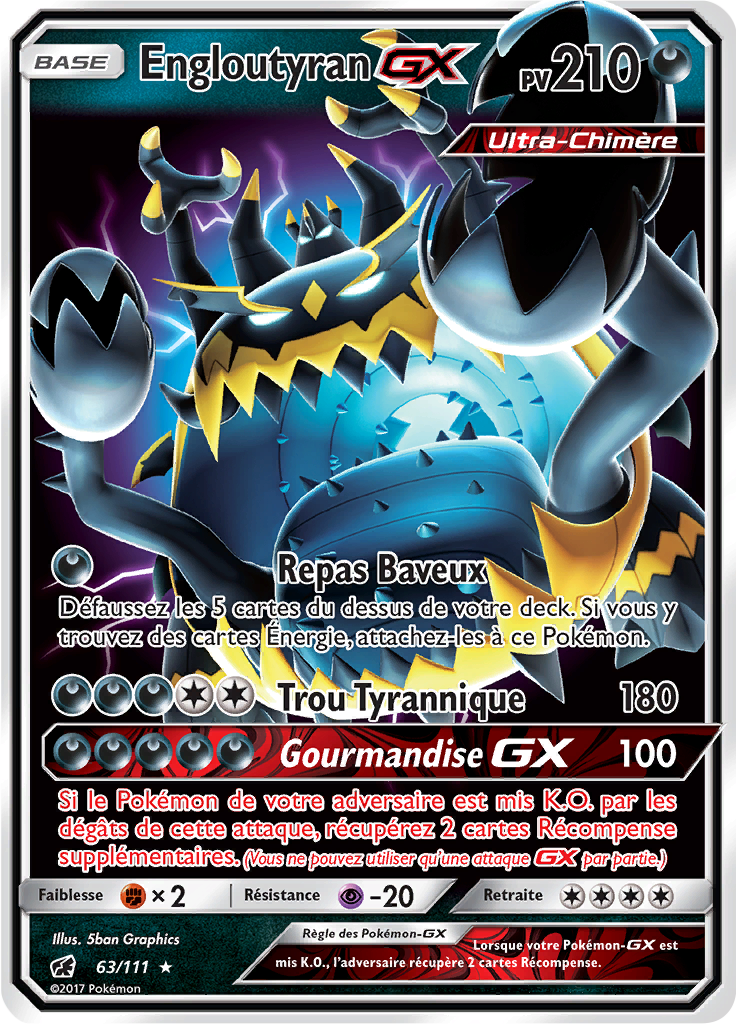 BASE
Engloutyran GX
PV 210
Ultra-Chimère
Repas Baveux
Défaussez les 5 cartes du dessus de votre deck. Si vous y
trouvez des cartes Énergie, attachez-les à ce Pokémon.
Trou Tyrannique 180
Gourmandise GX 100
Si le Pokémon de votre adversaire est mis K.O. par les
dégâts de cette attaque, récupérez 2 cartes Récompense
supplémentaires. (Vous ne pouvez utiliser qu'une attaque GX par partie.)
Faiblesse ×2 Résistance -20 Retraite
Illus. 5ban Graphics
63/111 ★
©2017 Pokémon
Règle des Pokémon-GX
Lorsque votre Pokémon-GX est
mis K.O., l'adversaire récupère 2 cartes Récompense.